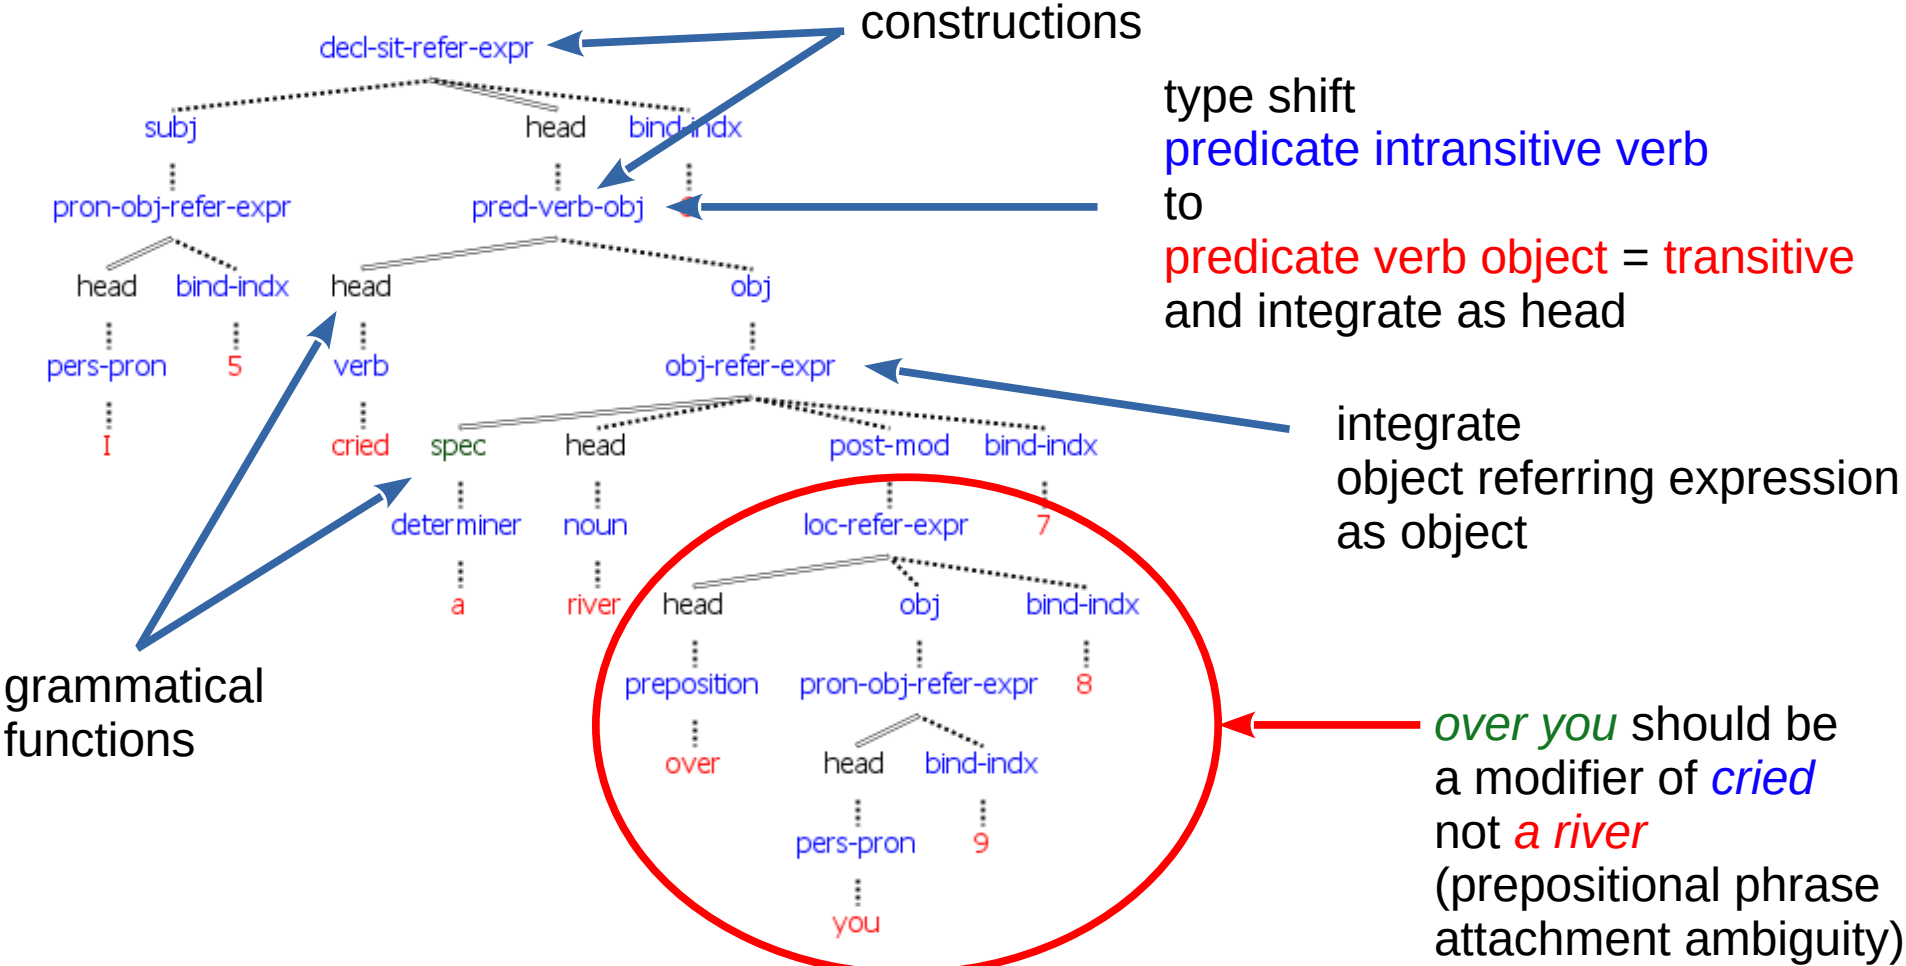 constructions
decl-sit-refer-expr
type shift
subj head bind-indx
predicate intransitive verb
pron-obj-refer-expr pred-verb-obj
to
predicate verb object = transitive
head bind-indx head obj
and integrate as head
pers-pron 5 verb obj-refer-expr
integrate
I cried spec head post-mod bind-indx
object referring expression
determiner noun loc-refer-expr 7
as object
a river head obj bind-indx
grammatical
functions
preposition pron-obj-refer-expr 8
over you should be
over head bind-indx
a modifier of cried
not a river
pers-pron 9
(prepositional phrase
you
attachment ambiguity)